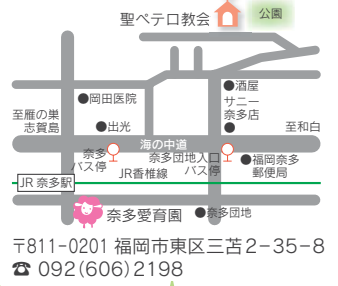 聖ペテロ教会
公園
●岡田医院
●酒屋
サニー
奈多店
至雁の巣
志賀島
●出光
至和白
海の中道
奈多
バス停
奈多団地入口
バス停
●福岡奈多
郵便局
JR香椎線
JR 奈多駅
奈多愛育園
●奈多団地
〒811-0201 福岡市東区三苫2-35-8
☎ 092(606)2198